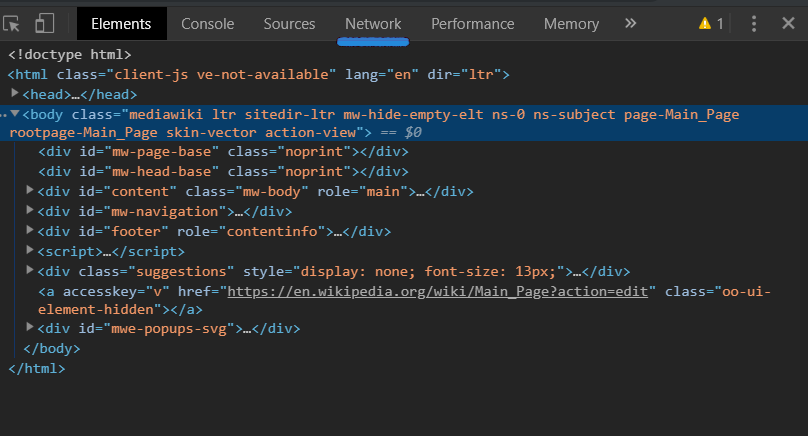 Elements Console Sources Network Performance Memory » 1
<!doctype html>
<html class="client-js ve-not-available" lang="en" dir="ltr">
<head>…</head>
<body class="mediawiki ltr sitedir-ltr mw-hide-empty-elt ns-0 ns-subject page-Main_Page
rootpage-Main_Page skin-vector action-view"> == $0
<div id="mw-page-base" class="noprint"></div>
<div id="mw-head-base" class="noprint"></div>
<div id="content" class="mw-body" role="main">…</div>
<div id="mw-navigation">…</div>
<div id="footer" role="contentinfo">…</div>
<script>…</script>
<div class="suggestions" style="display: none; font-size: 13px;">…</div>
<a accesskey="v" href="https://en.wikipedia.org/wiki/Main_Page?action=edit" class="oo-ui-
element-hidden"></a>
<div id="mwe-popups-svg">…</div>
</body>
</html>